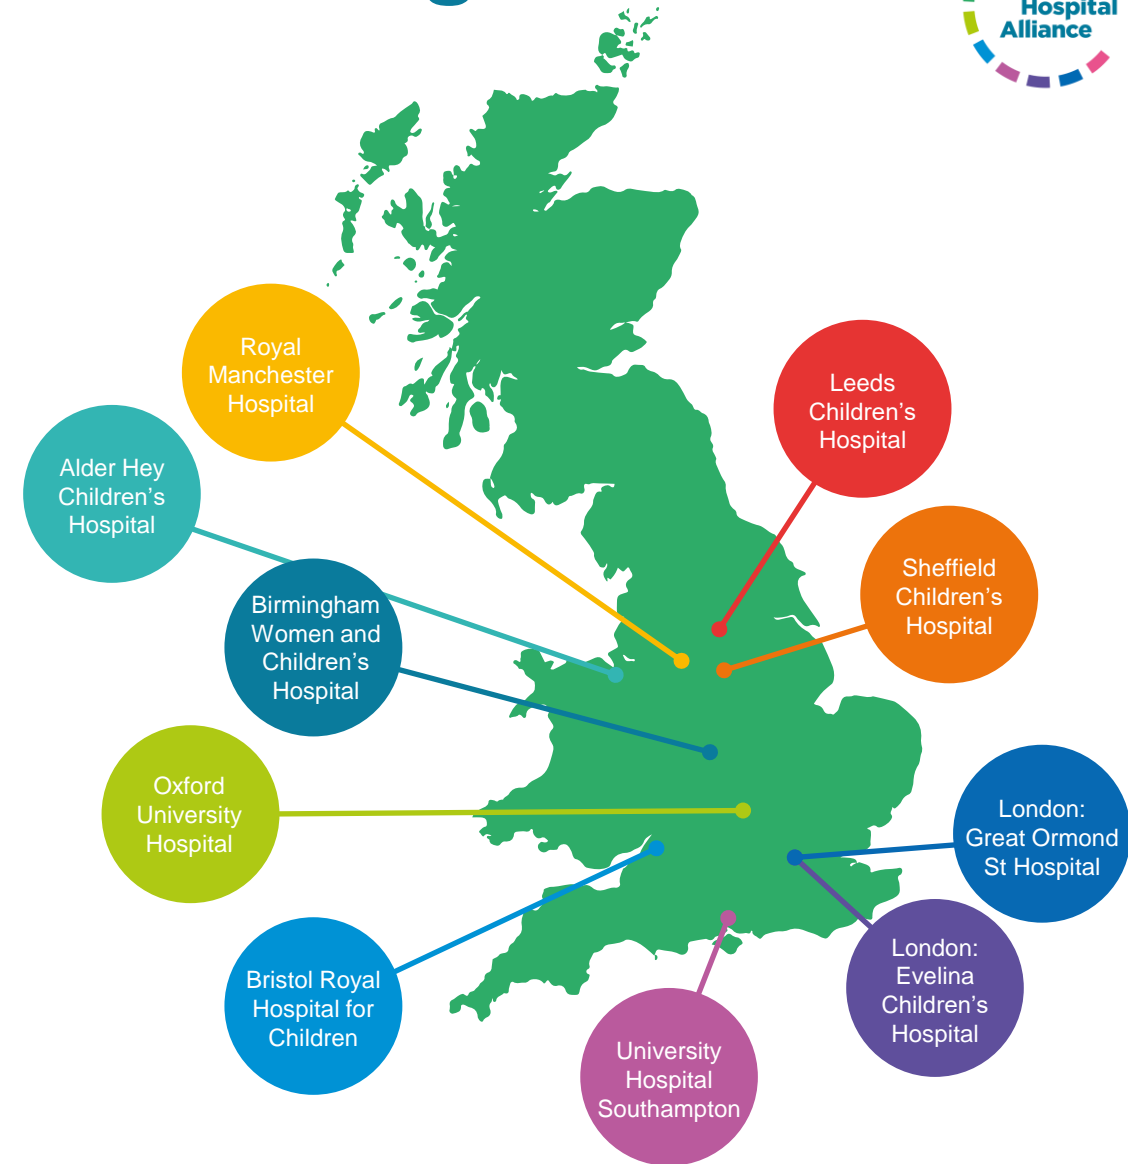 Hospital
Alliance
Royal
Manchester
Hospital
Leeds
Children’s
Hospital
Alder Hey
Children’s
Hospital
Sheffield
Children’s
Hospital
Birmingham
Women and
Children’s
Hospital
Oxford
University
Hospital
London:
Great Ormond
St Hospital
London:
Evelina
Children’s
Hospital
Bristol Royal
Hospital for
Children
University
Hospital
Southampton